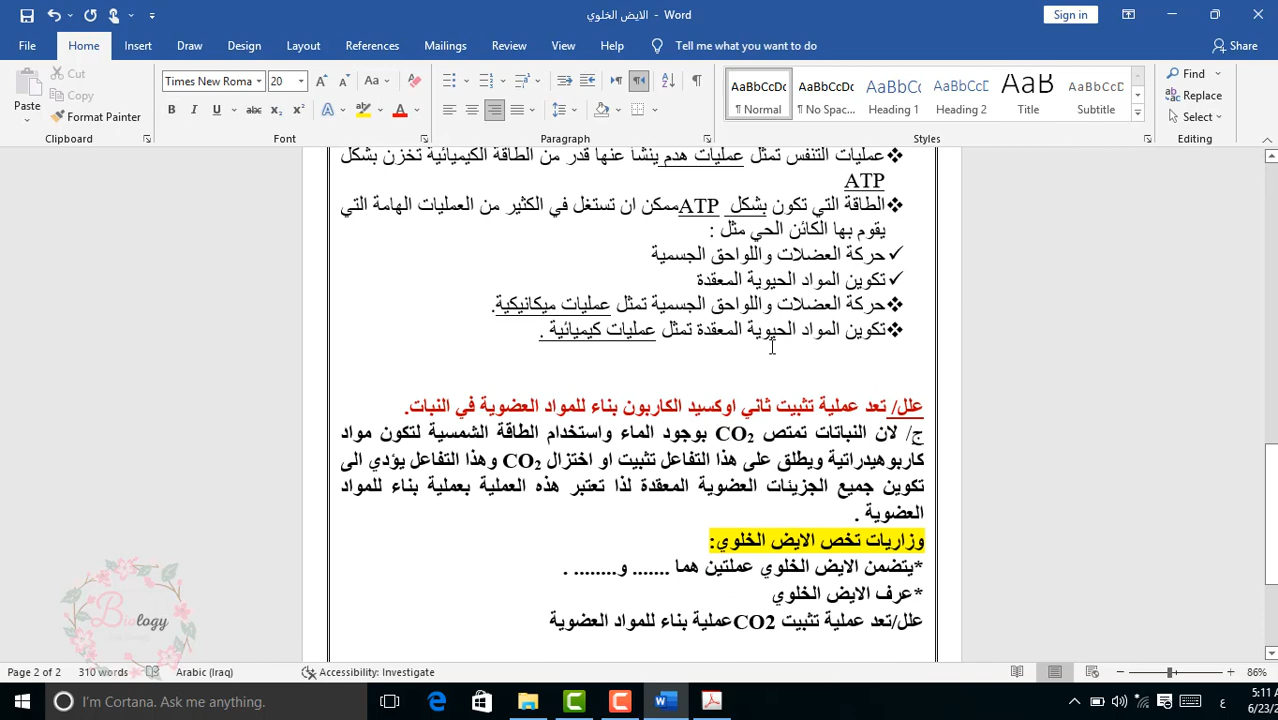 الايض الخلوي - Word
Sign in
File Home Insert Draw Design Layout References Mailings Review View Help Tell me what you want to do Share
Paste Cut Copy Format Painter
Times New Roma 20
AaBbCcDc AaBbCcDc AaBbCc AaBbCcD AaB AaBbCcD
¶ Normal ¶ No Spac... Heading 1 Heading 2 Title Subtitle
Find Replace Select
Clipboard Font Paragraph Styles Editing
عمليات التنفس تمثل عمليات هدم ينشأ عنها قدر من الطاقة الكيميائية تخزن بشكل
ATP
الطاقة التي تكون بشكل ATP ممكن ان تستغل في الكثير من العمليات الهامة التي
يقوم بها الكائن الحي مثل :
حركة العضلات واللواحق الجسمية
تكوين المواد الحيوية المعقدة
حركة العضلات واللواحق الجسمية تمثل عمليات ميكانيكية.
تكوين المواد الحيوية المعقدة تمثل عمليات كيميائية .
علل/ تعد عملية تثبيت ثاني اوكسيد الكاربون بناء للمواد العضوية في النبات.
ج/ لان النباتات تمتص CO₂ بوجود الماء واستخدام الطاقة الشمسية لتكون مواد
كاربوهيدراتية ويطلق على هذا التفاعل تثبيت او اختزال CO₂ وهذا التفاعل يؤدي الى
تكوين جميع الجزيئات العضوية المعقدة لذا تعتبر هذه العملية بعملية بناء للمواد
العضوية .
وزاريات تخص الايض الخلوي:
*يتضمن الايض الخلوي عملتين هما ....... و........ .
*عرف الايض الخلوي
علل/تعد عملية تثبيت CO2عملية بناء للمواد العضوية
Biology
Page 2 of 2 310 words Arabic (Iraq) Accessibility: Investigate 86%
I'm Cortana. Ask me anything.
ع
5:11 A
6/23/2